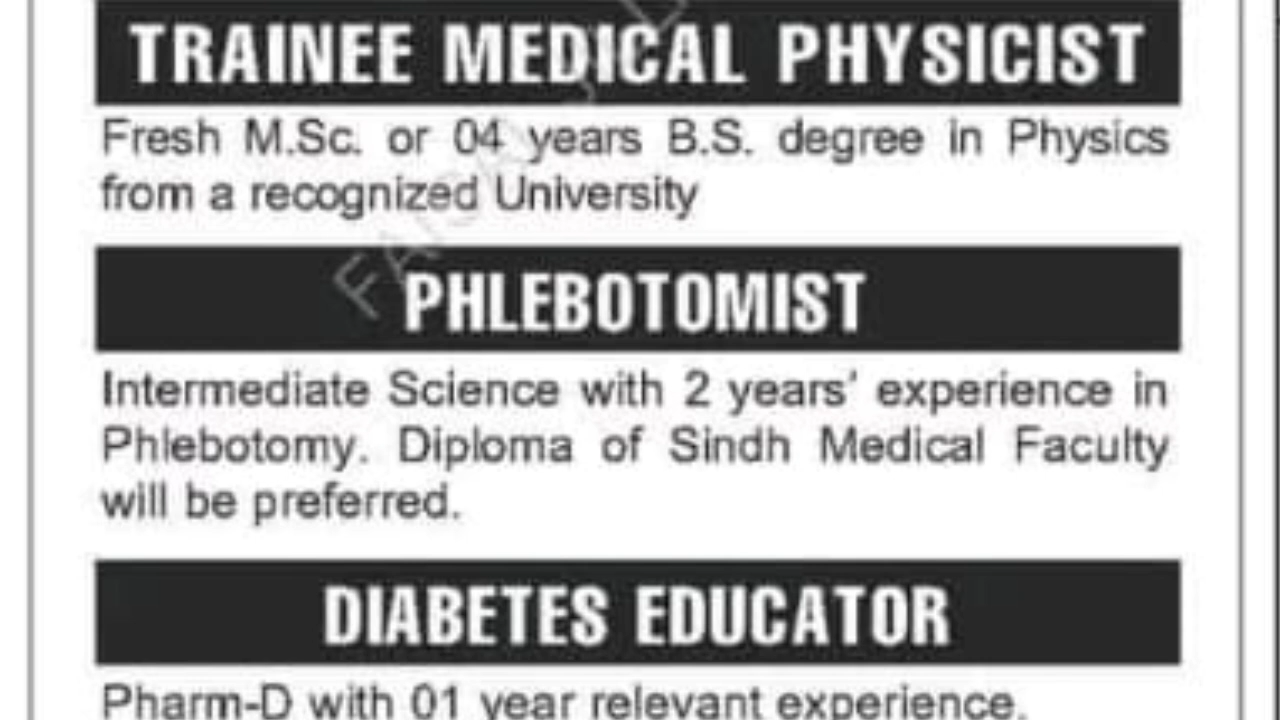 TRAINEE MEDICAL PHYSICIST
Fresh M.Sc. or 04 years B.S. degree in Physics
from a recognized University
PHLEBOTOMIST
Intermediate Science with 2 years' experience in
Phlebotomy. Diploma of Sindh Medical Faculty
will be preferred.
DIABETES EDUCATOR
Pharm-D with 01 year relevant experience.